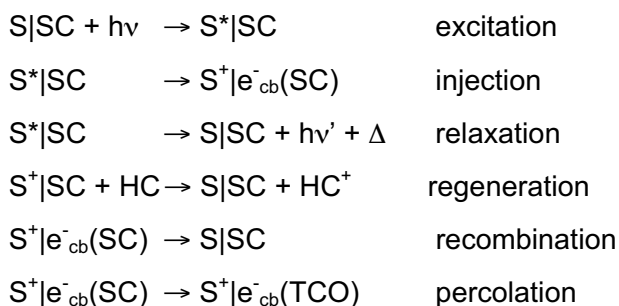 S|SC + hν → S*|SC excitation
S*|SC → S⁺|e⁻cb(SC) injection
S*|SC → S|SC + hν’ + Δ relaxation
S⁺|SC + HC → S|SC + HC⁺ regeneration
S⁺|e⁻cb(SC) → S|SC recombination
S⁺|e⁻cb(SC) → S⁺|e⁻cb(TCO) percolation